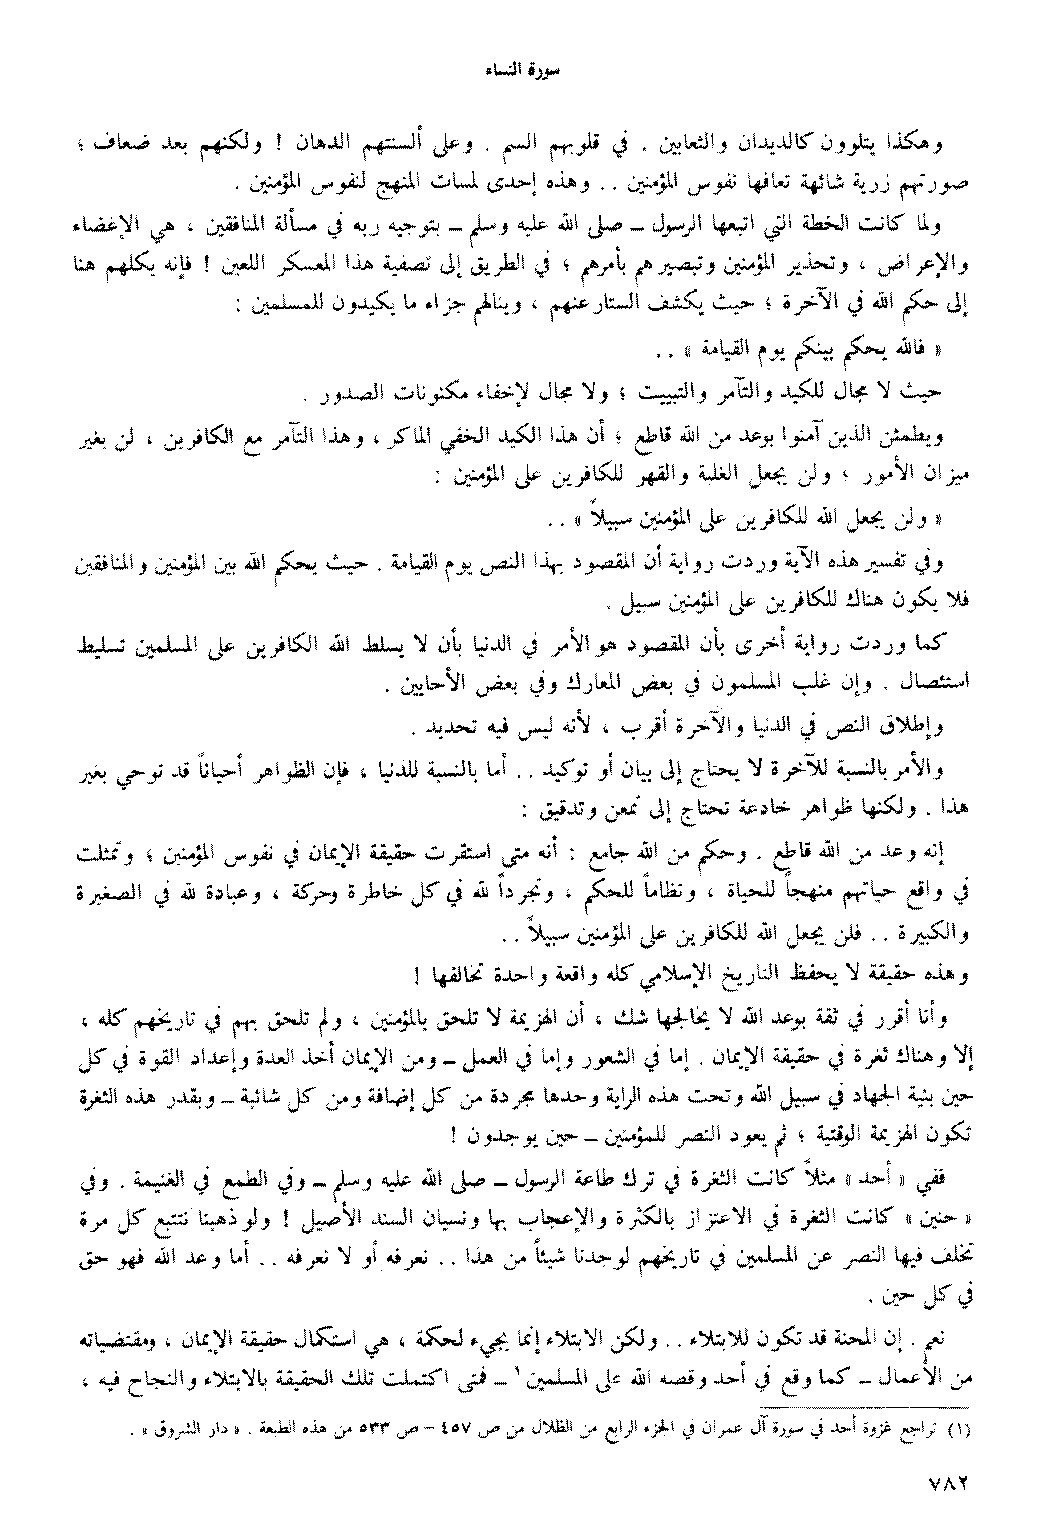 سورة النساء
وهكذا يتلوون كالديدان والثعابين . في قلوبهم السم . وعلى ألسنتهم الدهان ! ولكنهم بعد ضعاف ؛
صورتهم زرية شائهة تعافها نفوس المؤمنين .. وهذه إحدى لمسات المنهج لنفوس المؤمنين .
ولما كانت الخطة التي اتبعها الرسول – صلى الله عليه وسلم – بتوجيه ربه في مسألة المنافقين ، هي الإغضاء
والإعراض ، وتحذير المؤمنين وتبصيرهم بأمرهم ؛ في الطريق إلى تصفية هذا المعسكر اللعين ! فإنه يكلهم هنا
إلى حكم الله في الآخرة ؛ حيث يكشف الستار عنهم ، وينالهم جزاء ما يكيدون للمسلمين :
« فالله يحكم بينكم يوم القيامة » ..
حيث لا مجال للكيد والتآمر والتبييت ؛ ولا مجال لإخفاء مكنونات الصدور .
ويطمئن الذين آمنوا بوعد من الله قاطع ؛ أن هذا الكيد الخفي الماكر ، وهذا التآمر مع الكافرين ، لن يغير
ميزان الأمور ؛ ولن يجعل الغلبة والقهر للكافرين على المؤمنين :
« ولن يجعل الله للكافرين على المؤمنين سبيلاً » ..
وفي تفسير هذه الآية وردت رواية أن المقصود بهذا النص يوم القيامة . حيث يحكم الله بين المؤمنين والمنافقين
فلا يكون هناك للكافرين على المؤمنين سبيل .
كما وردت رواية أخرى بأن المقصود هو الأمر في الدنيا بأن لا يسلط الله الكافرين على المسلمين تسليط
استئصال . وإن غلب المسلمون في بعض المعارك وفي بعض الأحايين .
وإطلاق النص في الدنيا والآخرة أقرب ، لأنه ليس فيه تحديد .
والأمر بالنسبة للآخرة لا يحتاج إلى بيان أو توكيد .. أما بالنسبة للدنيا ، فإن الظواهر أحياناً قد توحي بغير
هذا . ولكنها ظواهر خادعة تحتاج إلى تمعن وتدقيق :
إنه وعد من الله قاطع . وحكم من الله جامع : أنه متى استقرت حقيقة الإيمان في نفوس المؤمنين ؛ وتمثلت
في واقع حياتهم منهجاً للحياة ، ونظاماً للحكم ، وتجرداً لله في كل خاطرة وحركة ، وعبادة لله في الصغيرة
والكبيرة .. فلن يجعل الله للكافرين على المؤمنين سبيلاً ..
وهذه حقيقة لا يحفظ التاريخ الإسلامي كله واقعة واحدة تخالفها !
وأنا أقرر في ثقة بوعد الله لا يخالجها شك ، أن الهزيمة لا تلحق بالمؤمنين ، ولم تلحق بهم في تاريخهم كله ،
إلا وهناك ثغرة في حقيقة الإيمان . إما في الشعور وإما في العمل – ومن الإيمان أخذ العدة وإعداد القوة في كل
حين بنية الجهاد في سبيل الله وتحت هذه الراية وحدها مجردة من كل إضافة ومن كل شائبة – وبقدر هذه الثغرة
تكون الهزيمة الوقتية ؛ ثم يعود النصر للمؤمنين – حين يوجدون !
ففي « أحد » مثلاً كانت الثغرة في ترك طاعة الرسول – صلى الله عليه وسلم – وفي الطمع في الغنيمة . وفي
« حنين » كانت الثغرة في الاعتزاز بالكثرة والإعجاب بها ونسيان السند الأصيل ! ولو ذهبنا نتتبع كل مرة
تخلف فيها النصر عن المسلمين في تاريخهم لوجدنا شيئاً من هذا .. نعرفه أو لا نعرفه .. أما وعد الله فهو حق
في كل حين .
نعم . إن المحنة قد تكون للابتلاء .. ولكن الابتلاء إنما يجيء لحكمة ، هي استكمال حقيقة الإيمان ، ومقتضياته
من الأعمال – كما وقع في أحد وقصه الله على المسلمين ١ – فمتى اكتملت تلك الحقيقة بالابتلاء والنجاح فيه ،
(١) تراجع غزوة أحد في سورة آل عمران في الجزء الرابع من الظلال من ص ٤٥٧ – ص ٥٣٣ من هذه الطبعة . « دار الشروق » .
٧٨٢